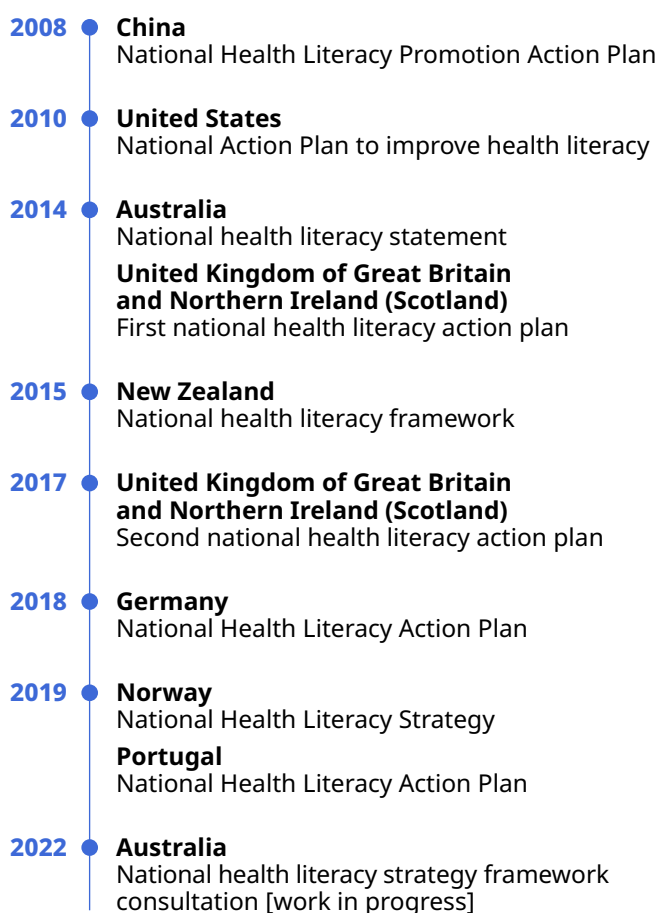 2008 China
National Health Literacy Promotion Action Plan
2010 United States
National Action Plan to improve health literacy
2014 Australia
National health literacy statement
United Kingdom of Great Britain
and Northern Ireland (Scotland)
First national health literacy action plan
2015 New Zealand
National health literacy framework
2017 United Kingdom of Great Britain
and Northern Ireland (Scotland)
Second national health literacy action plan
2018 Germany
National Health Literacy Action Plan
2019 Norway
National Health Literacy Strategy
Portugal
National Health Literacy Action Plan
2022 Australia
National health literacy strategy framework
consultation [work in progress]